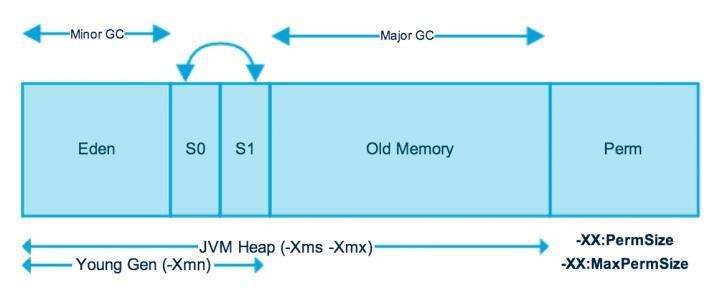 Minor GC
Major GC
Eden
S0
S1
Old Memory
Perm
JVM Heap (-Xms -Xmx)
-XX:PermSize
Young Gen (-Xmn)
-XX:MaxPermSize